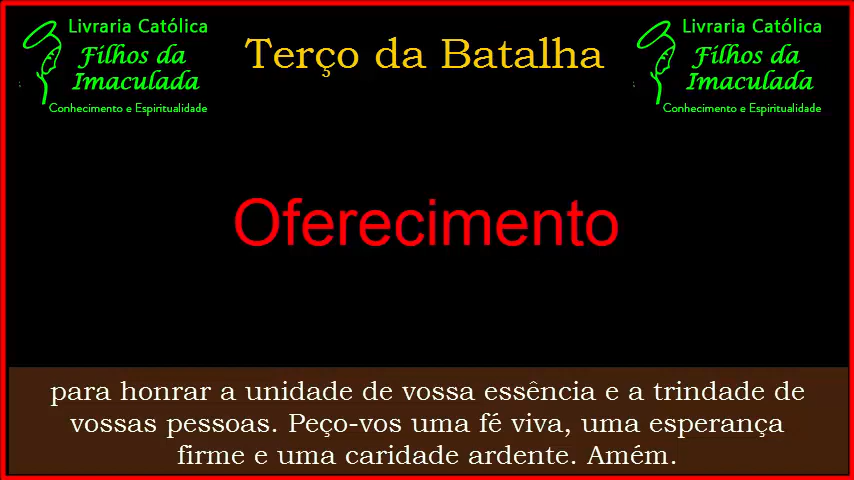 Livraria Católica
Filhos da
Imaculada
Conhecimento e Espiritualidade
Terço da Batalha
Livraria Católica
Filhos da
Imaculada
Conhecimento e Espiritualidade
Oferecimento
para honrar a unidade de vossa essência e a trindade de
vossas pessoas. Peço-vos uma fé viva, uma esperança
firme e uma caridade ardente. Amém.